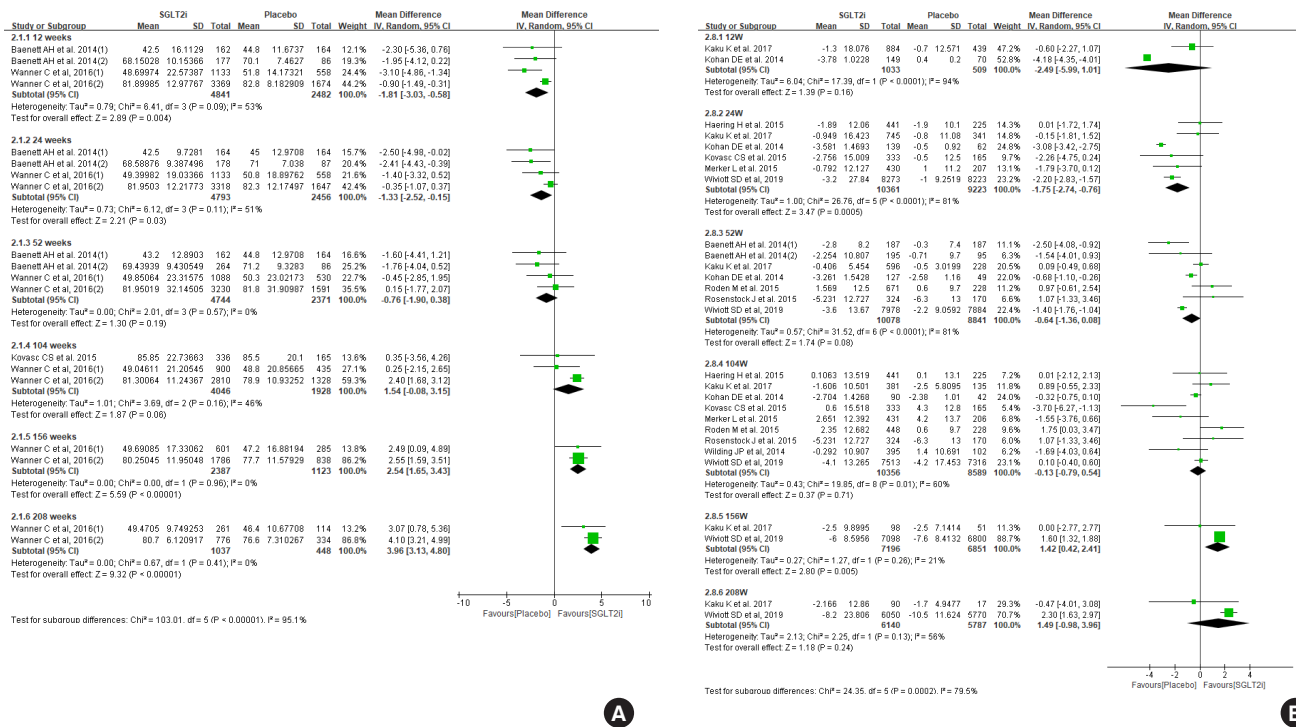 SGLT2i Placebo Mean Difference Mean Difference
Study or Subgroup Mean SD Total Mean SD Total Weight IV, Random, 95% CI IV, Random, 95% CI
2.1.1 12 weeks
Baenett AH et al. 2014(1) 42.5 16.1129 162 44.8 11.6737 164 12.1% -2.30 [-5.36, 0.76]
Baenett AH et al. 2014(2) 68.15028 10.15366 177 70.1 7.4627 86 20.0% -1.95 [-4.12, 0.22]
Wanner C et al, 2016(1) 48.69974 22.57387 1133 51.8 14.17321 558 24.7% -3.10 [-4.86, -1.34]
Wanner C et al, 2016(2) 81.89985 12.97767 3369 82.8 8.182909 1674 44.2% -0.90 [-1.49, -0.31]
Subtotal (95% CI) 4841 2482 100.0% -1.81 [-3.03, -0.58]
Heterogeneity: Tau² = 0.79; Chi² = 6.41, df = 3 (P = 0.09); I² = 53%
Test for overall effect: Z = 2.89 (P = 0.004)
2.1.2 24 weeks
Baenett AH et al. 2014(1) 42.5 9.7281 164 45 12.9708 164 16.4% -2.50 [-4.98, -0.02]
Baenett AH et al. 2014(2) 68.58876 9.387496 178 71 7.038 87 22.5% -2.41 [-4.43, -0.39]
Wanner C et al, 2016(1) 49.39982 19.03366 1133 50.8 18.89762 558 24.2% -1.40 [-3.32, 0.52]
Wanner C et al, 2016(2) 81.9503 12.21773 3318 82.3 12.17497 1647 42.2% -0.35 [-1.07, 0.37]
Subtotal (95% CI) 4793 2456 100.0% -1.33 [-2.52, -0.15]
Heterogeneity: Tau² = 0.73; Chi² = 6.12, df = 3 (P = 0.11); I² = 51%
Test for overall effect: Z = 2.21 (P = 0.03)
2.1.3 52 weeks
Baenett AH et al. 2014(1) 43.2 12.8903 162 44.8 12.9708 164 16.4% -1.60 [-4.41, 1.21]
Baenett AH et al. 2014(2) 69.43939 9.430549 264 71.2 9.3283 86 25.0% -1.76 [-4.04, 0.52]
Wanner C et al, 2016(1) 49.85064 23.31575 1088 50.3 23.02173 530 24.1% -0.45 [-2.85, 1.95]
Wanner C et al, 2016(2) 81.95019 32.14505 3230 81.8 31.90987 1591 42.5% 0.15 [-1.77, 2.07]
Subtotal (95% CI) 4744 2371 100.0% -0.76 [-1.90, 0.38]
Heterogeneity: Tau² = 0.00; Chi² = 2.01, df = 3 (P = 0.57); I² = 0%
Test for overall effect: Z = 1.30 (P = 0.19)
2.1.4 104 weeks
Kovasc CS et al. 2015 85.85 22.73663 336 85.5 20.1 165 13.6% 0.35 [-3.56, 4.26]
Wanner C et al, 2016(1) 49.04611 21.20545 900 48.8 20.85665 435 27.1% 0.25 [-2.15, 2.65]
Wanner C et al, 2016(2) 81.30064 11.24367 2810 78.9 10.93252 1328 59.3% 2.40 [1.68, 3.12]
Subtotal (95% CI) 4046 1928 100.0% 1.54 [-0.08, 3.15]
Heterogeneity: Tau² = 1.01; Chi² = 3.69, df = 2 (P = 0.16); I² = 46%
Test for overall effect: Z = 1.87 (P = 0.06)
2.1.5 156 weeks
Wanner C et al, 2016(1) 49.69085 17.33062 601 47.2 16.88194 285 13.8% 2.49 [0.09, 4.89]
Wanner C et al, 2016(2) 80.25045 11.95048 1786 77.7 11.57929 838 86.2% 2.55 [1.59, 3.51]
Subtotal (95% CI) 2387 1123 100.0% 2.54 [1.65, 3.43]
Heterogeneity: Tau² = 0.00; Chi² = 0.00, df = 1 (P = 0.96); I² = 0%
Test for overall effect: Z = 5.59 (P < 0.00001)
2.1.6 208 weeks
Wanner C et al, 2016(1) 49.4705 9.749253 261 46.4 10.67708 114 13.2% 3.07 [0.78, 5.36]
Wanner C et al, 2016(2) 80.7 6.120917 776 76.6 7.310267 334 86.8% 4.10 [3.21, 4.99]
Subtotal (95% CI) 1037 448 100.0% 3.96 [3.13, 4.80]
Heterogeneity: Tau² = 0.00; Chi² = 0.67, df = 1 (P = 0.41); I² = 0%
Test for overall effect: Z = 9.32 (P < 0.00001)
-10 -5 0 5 10
Favours[Placebo] Favours[SGLT2i]
Test for subgroup differences: Chi² = 103.01, df = 5 (P < 0.00001), I² = 95.1%
A
SGLT2i Placebo Mean Difference Mean Difference
Study or Subgroup Mean SD Total Mean SD Total Weight IV, Random, 95% CI IV, Random, 95% CI
2.8.1 12W
Kaku K et al. 2017 -1.3 18.076 884 -0.7 12.571 439 47.2% -0.60 [-2.27, 1.07]
Kohan DE et al. 2014 -3.78 1.0228 149 0.4 0.2 70 52.8% -4.18 [-4.35, -4.01]
Subtotal (95% CI) 1033 509 100.0% -2.49 [-5.99, 1.01]
Heterogeneity: Tau² = 6.04; Chi² = 17.39, df = 1 (P < 0.0001); I² = 94%
Test for overall effect: Z = 1.39 (P = 0.16)
2.8.2 24W
Haering H et al. 2015 -1.89 12.06 441 -1.9 10.1 225 14.3% 0.01 [-1.72, 1.74]
Kaku K et al. 2017 -0.949 16.423 745 -0.8 11.08 341 14.8% -0.15 [-1.81, 1.52]
Kohan DE et al. 2014 -3.581 1.4693 139 -0.5 0.92 62 25.4% -3.08 [-3.42, -2.75]
Kovasc CS et al. 2015 -2.756 15.009 333 -0.5 12.5 165 9.5% -2.26 [-4.75, 0.24]
Merker L et al. 2015 -0.792 12.127 430 1 11.2 207 12.9% -1.79 [-3.70, 0.12]
Wiviott SD et al, 2019 -3.2 27.84 8273 -1 9.2519 8223 23.2% -2.20 [-2.83, -1.57]
Subtotal (95% CI) 10361 9223 100.0% -1.75 [-2.74, -0.76]
Heterogeneity: Tau² = 1.00; Chi² = 26.76, df = 5 (P < 0.0001); I² = 81%
Test for overall effect: Z = 3.47 (P = 0.0005)
2.8.3 52W
Baenett AH et al. 2014(1) -2.8 8.2 187 -0.3 7.4 187 11.1% -2.50 [-4.08, -0.92]
Baenett AH et al. 2014(2) -2.254 10.807 195 -0.71 9.7 95 6.0% -1.54 [-4.01, 0.93]
Kaku K et al. 2017 -0.406 5.454 596 -0.5 3.0199 228 20.0% 0.09 [-0.49, 0.68]
Kohan DE et al. 2014 -3.261 1.5428 127 -2.58 1.16 49 21.6% -0.68 [-1.10, -0.26]
Roden M et al. 2015 1.569 12.5 671 0.6 9.7 228 11.1% 0.97 [-0.61, 2.54]
Rosenstock J et al. 2015 -5.231 12.727 324 -6.3 13 170 6.3% 1.07 [-1.33, 3.46]
Wiviott SD et al, 2019 -3.6 13.67 7978 -2.2 9.0592 7884 22.4% -1.40 [-1.76, -1.04]
Subtotal (95% CI) 10078 8841 100.0% -0.64 [-1.36, 0.08]
Heterogeneity: Tau² = 0.57; Chi² = 31.52, df = 6 (P < 0.0001); I² = 81%
Test for overall effect: Z = 1.74 (P = 0.08)
2.8.4 104W
Haering H et al. 2015 0.1063 13.519 441 0.1 13.1 225 7.7% 0.01 [-2.12, 2.13]
Kaku K et al. 2017 -1.606 10.501 381 -2.5 5.8095 135 12.8% 0.89 [-0.55, 2.33]
Kohan DE et al. 2014 -2.704 1.4268 90 -2.38 1.01 42 24.0% -0.32 [-0.75, 0.10]
Kovasc CS et al. 2015 0.6 15.518 333 4.3 12.8 165 5.8% -3.70 [-6.27, -1.13]
Merker L et al. 2015 2.651 12.392 431 4.2 13.7 206 7.3% -1.55 [-3.76, 0.66]
Roden M et al. 2015 2.35 12.682 448 0.6 9.7 228 10.2% 1.75 [0.03, 3.47]
Rosenstock J et al. 2015 -5.231 12.727 324 -6.3 13 170 6.5% 1.07 [-1.33, 3.46]
Wilding JP et al. 2014 -0.292 10.907 395 1.4 10.691 102 6.7% -1.69 [-4.03, 0.64]
Wiviott SD et al, 2019 -4.1 13.265 7513 -4.2 17.453 7316 22.9% 0.10 [-0.40, 0.60]
Subtotal (95% CI) 10356 8589 100.0% -0.13 [-0.79, 0.54]
Heterogeneity: Tau² = 0.43; Chi² = 19.85, df = 8 (P = 0.01); I² = 60%
Test for overall effect: Z = 0.37 (P = 0.71)
2.8.5 156W
Kaku K et al. 2017 -2.5 9.8995 98 -2.5 7.1414 51 11.3% 0.00 [-2.77, 2.77]
Wiviott SD et al, 2019 -6 8.5956 7098 -7.6 8.4132 6800 88.7% 1.60 [1.32, 1.88]
Subtotal (95% CI) 7196 6851 100.0% 1.42 [0.42, 2.41]
Heterogeneity: Tau² = 0.27; Chi² = 1.27, df = 1 (P = 0.26); I² = 21%
Test for overall effect: Z = 2.80 (P = 0.005)
2.8.6 208W
Kaku K et al. 2017 -2.166 12.86 90 -1.7 4.9477 17 29.3% -0.47 [-4.01, 3.08]
Wiviott SD et al, 2019 -8.2 23.806 6050 -10.5 11.624 5770 70.7% 2.30 [1.63, 2.97]
Subtotal (95% CI) 6140 5787 100.0% 1.49 [-0.98, 3.96]
Heterogeneity: Tau² = 2.13; Chi² = 2.25, df = 1 (P = 0.13); I² = 56%
Test for overall effect: Z = 1.18 (P = 0.24)
-4 -2 0 2 4
Favours[Placebo] Favours[SGLT2i]
Test for subgroup differences: Chi² = 24.35, df = 5 (P = 0.0002), I² = 79.5%
B